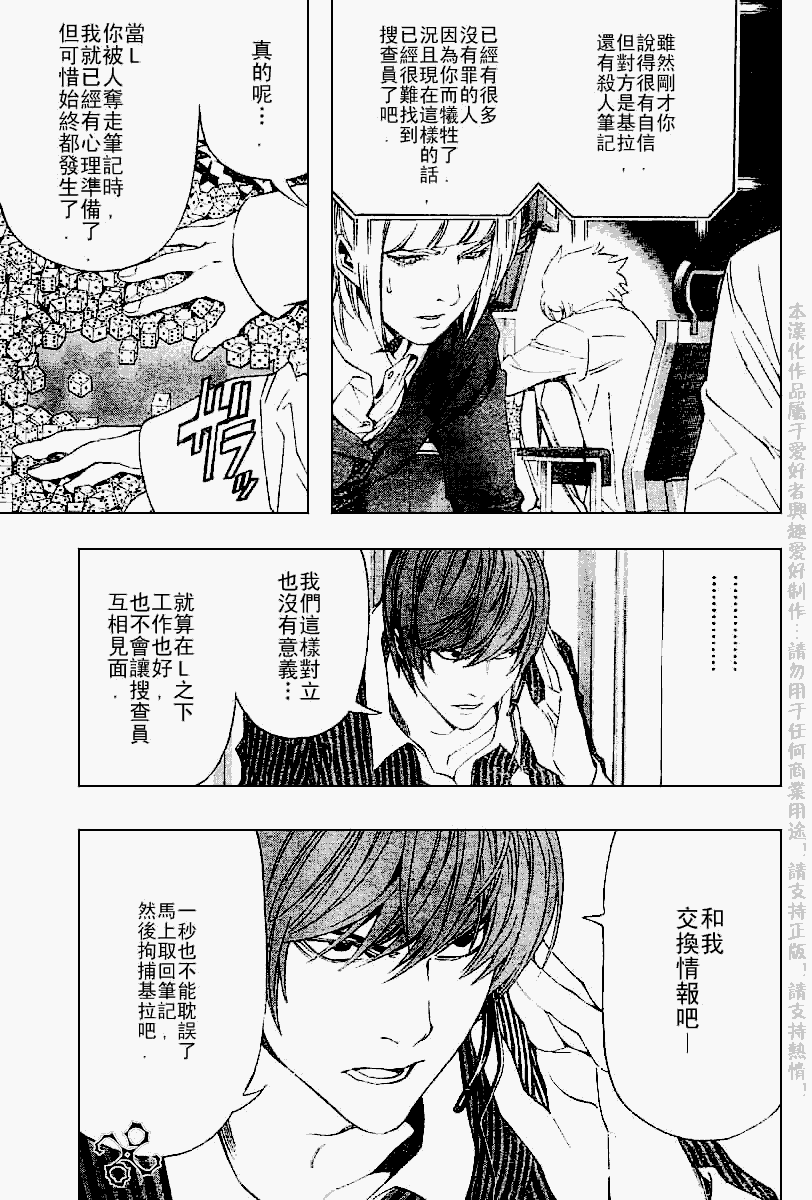 雖然剛才你
說得很有自信．
但對方是基拉，
還有殺人筆記
已經有很多
沒有罪的人
因為你而犧牲了．
況且現在這樣的話，
已經很難找到
搜查員了吧．
真的呢…．
當L
你被人奪走筆記時，
我就已經有心理準備了．
但可惜始終都發生了．
ザラ
………
………
我們這樣對立
也沒有意義…
就算在L之下
工作也好，
也不會讓搜查員
互相見面．
和我
交換情報吧—
一秒也不能耽誤了
馬上取回筆記，
然後拘捕基拉吧．
本漢化作品屬于愛好者興趣愛好制作…請勿用于任何商業用途！請支持正版！請支持熱情！